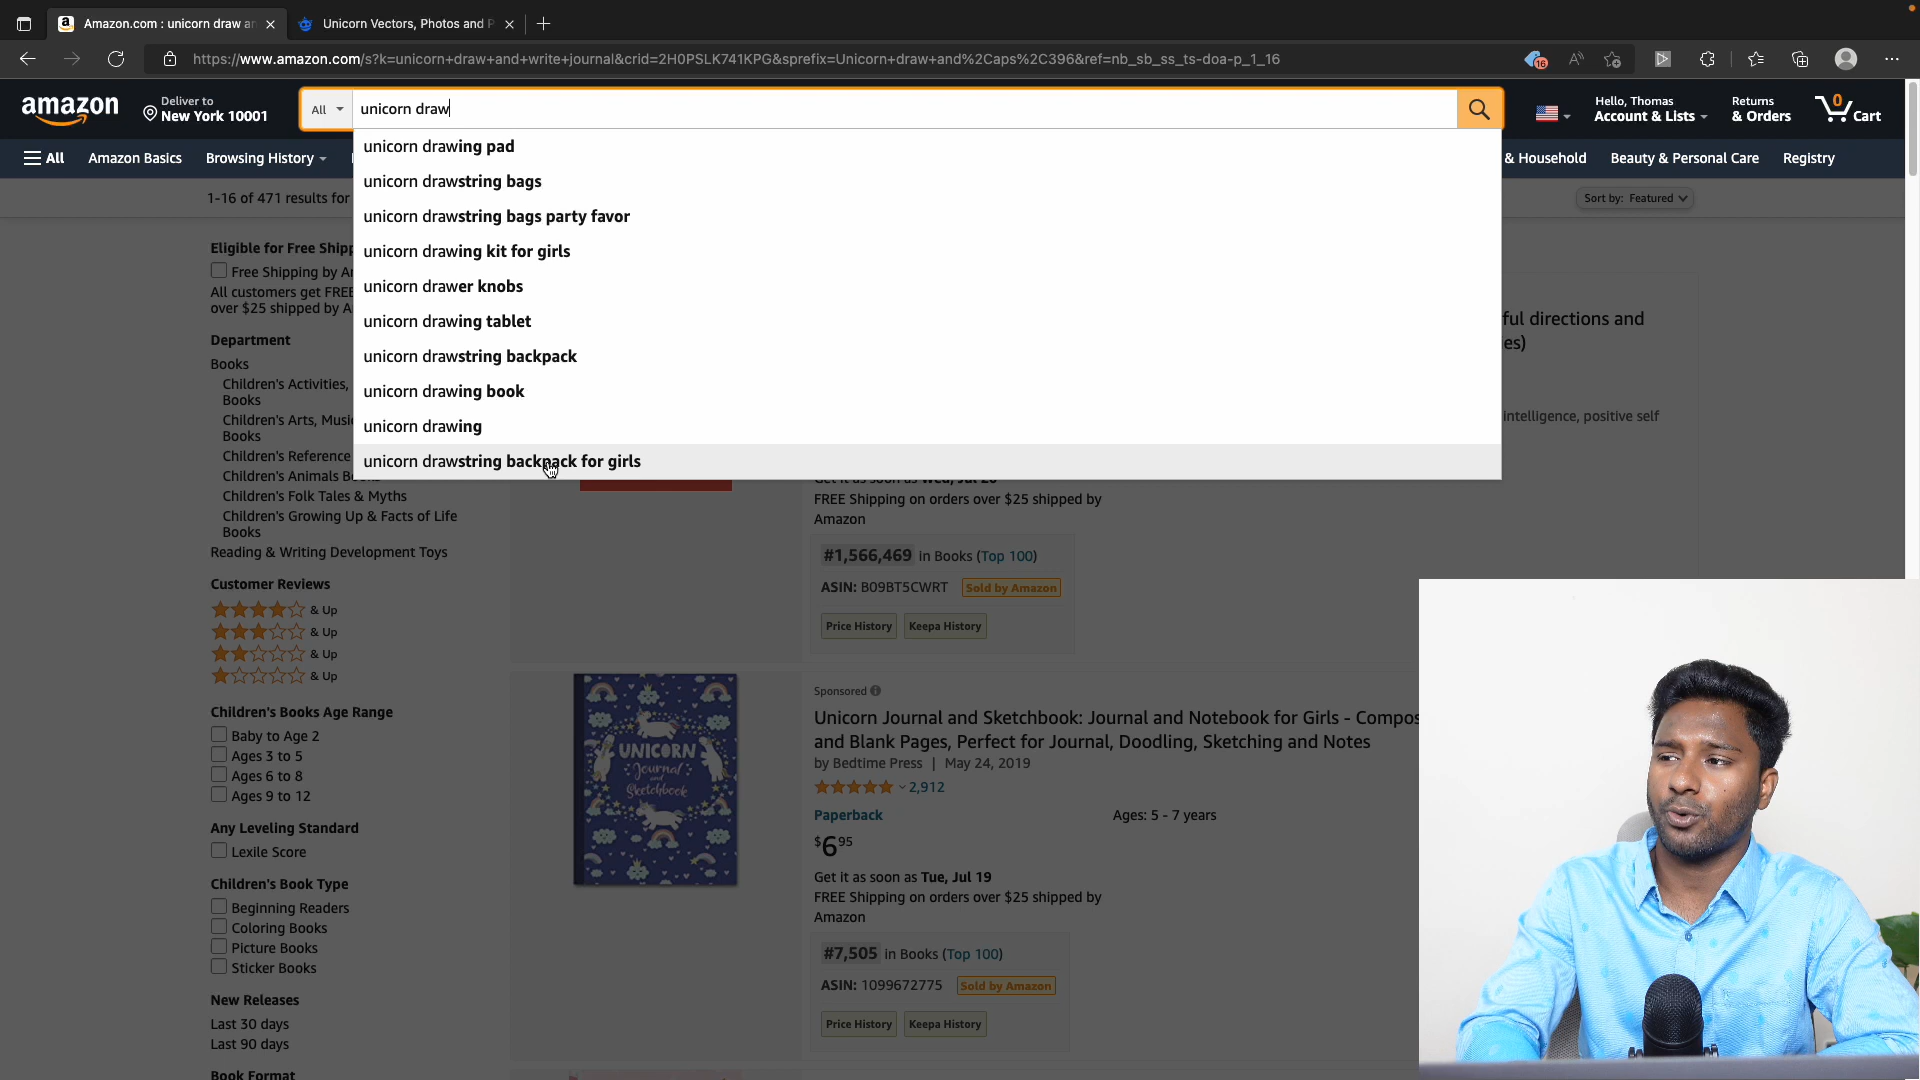 Amazon.com : unicorn draw an
Unicorn Vectors, Photos and P
https://www.amazon.com/s?k=unicorn+draw+and+write+journal&crid=2H0PSLK741KPG&sprefix=Unicorn+draw+and%2Caps%2C396&ref=nb_sb_ss_ts-doa-p_1_16
16
amazon
Deliver to
New York 10001
All
unicorn draw
Hello, Thomas
Account & Lists
Returns
& Orders
0
Cart
All
Amazon Basics
Browsing History
& Household
Beauty & Personal Care
Registry
unicorn drawing pad
unicorn drawstring bags
unicorn drawstring bags party favor
unicorn drawing kit for girls
unicorn drawer knobs
unicorn drawing tablet
unicorn drawstring backpack
unicorn drawing book
unicorn drawing
unicorn drawstring backpack for girls
1-16 of 471 results for
Sort by: Featured
Eligible for Free Shipp
Free Shipping by A
All customers get FREE
over $25 shipped by A
Department
Books
Children's Activities,
Books
Children's Arts, Musi
Books
Children's Reference
Children's Animals B
Children's Folk Tales & Myths
Children's Growing Up & Facts of Life
Books
Reading & Writing Development Toys
Customer Reviews
& Up
& Up
& Up
& Up
Children's Books Age Range
Baby to Age 2
Ages 3 to 5
Ages 6 to 8
Ages 9 to 12
Any Leveling Standard
Lexile Score
Children's Book Type
Beginning Readers
Coloring Books
Picture Books
Sticker Books
New Releases
Last 30 days
Last 90 days
Book Format
ful directions and
es)
intelligence, positive self
Get it as soon as Wed, Jul 20
FREE Shipping on orders over $25 shipped by
Amazon
#1,566,469 in Books (Top 100)
ASIN: B09BT5CWRT Sold by Amazon
Price History Keepa History
UNICORN
Journal
and
Sketchbook
Sponsored
Unicorn Journal and Sketchbook: Journal and Notebook for Girls - Compos
and Blank Pages, Perfect for Journal, Doodling, Sketching and Notes
by Bedtime Press | May 24, 2019
2,912
Paperback
Ages: 5 - 7 years
$6 95
Get it as soon as Tue, Jul 19
FREE Shipping on orders over $25 shipped by
Amazon
#7,505 in Books (Top 100)
ASIN: 1099672775 Sold by Amazon
Price History Keepa History